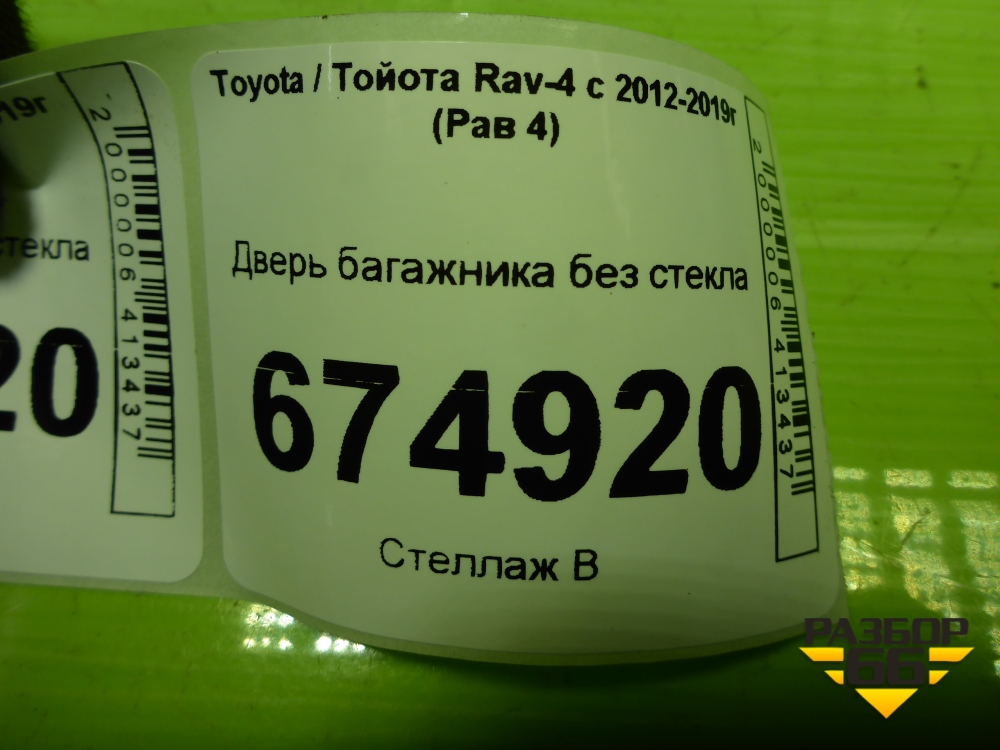 19г
стекла
20
2000006413437
Toyota / Тойота Rav-4 с 2012-2019г
(Рав 4)
Дверь багажника без стекла
674920
Стеллаж В
2000006413437
РАЗБОР
66